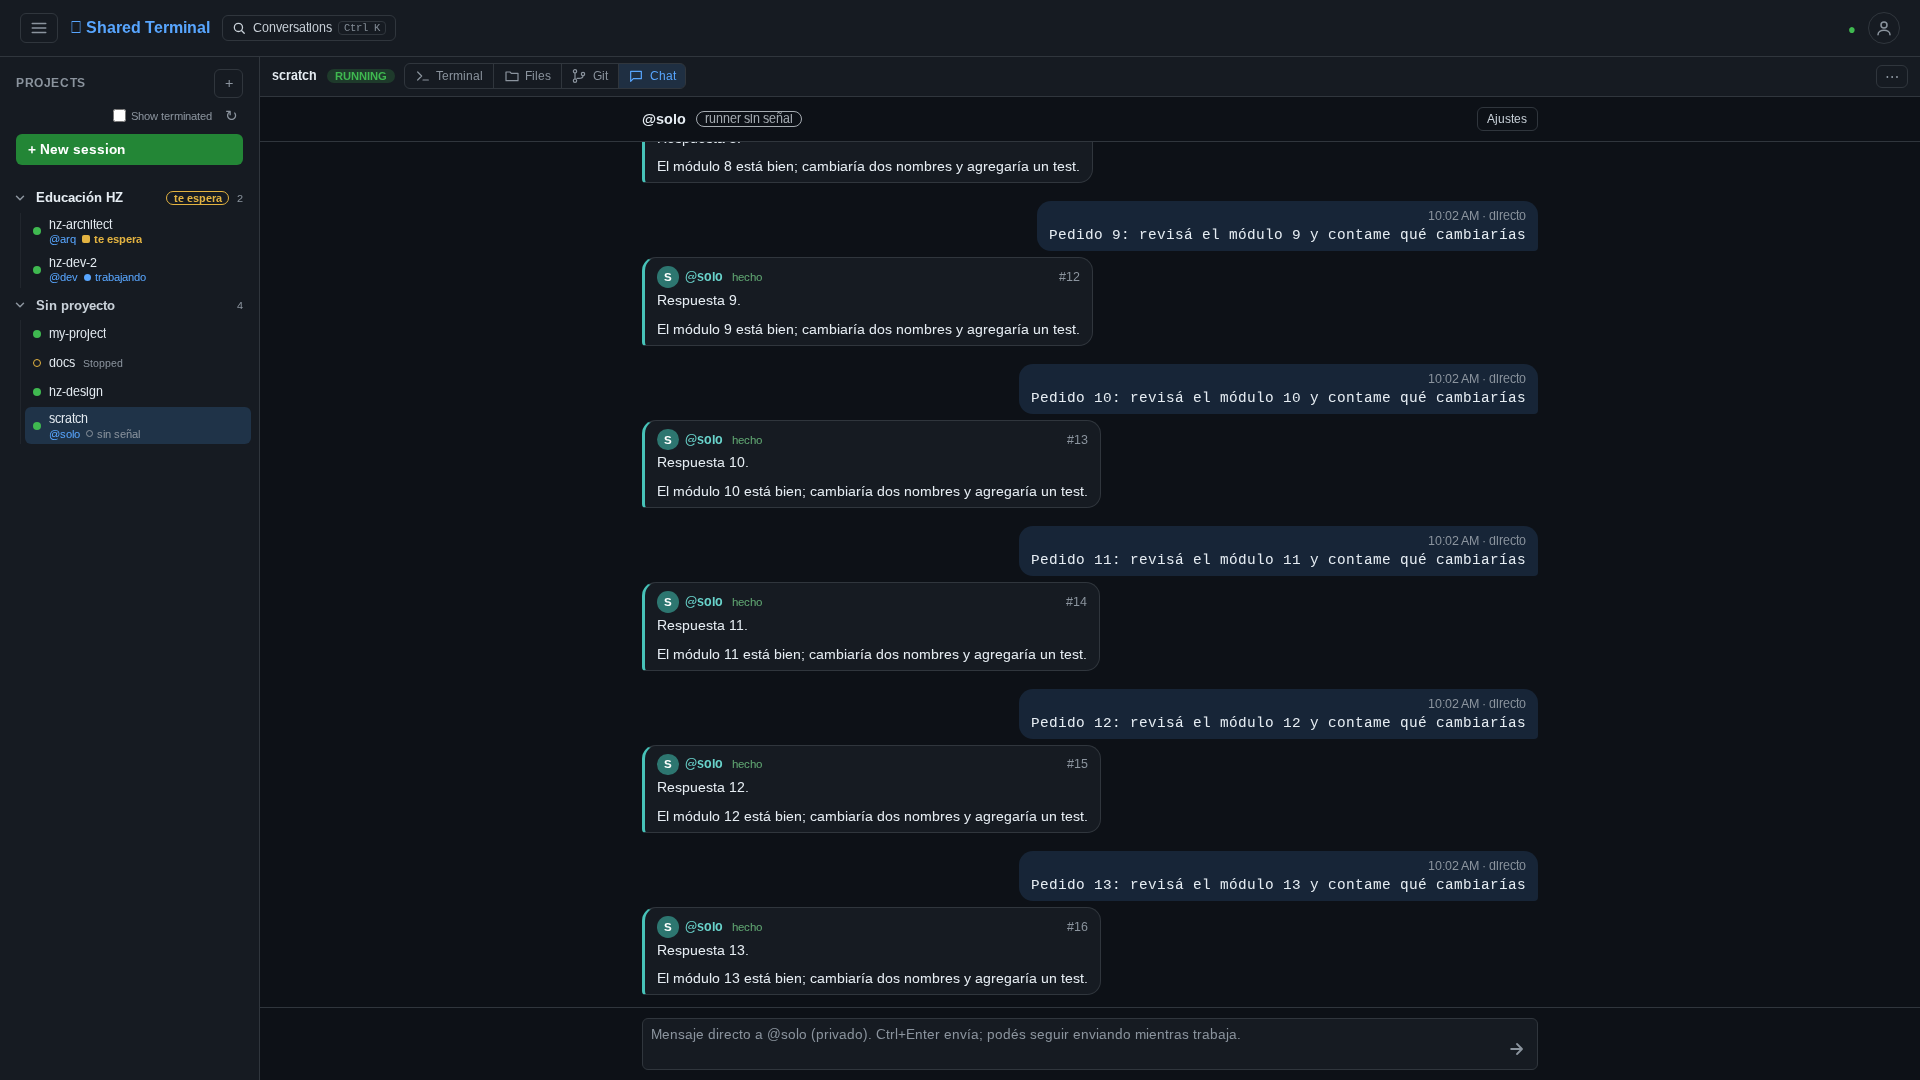 Shared Terminal
Conversations Ctrl K
PROJECTS
+
Show terminated
+ New session
Educación HZ te espera 2
hz-architect
@arq te espera
hz-dev-2
@dev trabajando
Sin proyecto 4
my-project
docs Stopped
hz-design
scratch
@solo sin señal
scratch RUNNING Terminal Files Git Chat
@solo runner sin señal Ajustes
El módulo 8 está bien; cambiaría dos nombres y agregaría un test.
10:02 AM · directo
Pedido 9: revisá el módulo 9 y contame qué cambiarías
S @solo hecho #12
Respuesta 9.
El módulo 9 está bien; cambiaría dos nombres y agregaría un test.
10:02 AM · directo
Pedido 10: revisá el módulo 10 y contame qué cambiarías
S @solo hecho #13
Respuesta 10.
El módulo 10 está bien; cambiaría dos nombres y agregaría un test.
10:02 AM · directo
Pedido 11: revisá el módulo 11 y contame qué cambiarías
S @solo hecho #14
Respuesta 11.
El módulo 11 está bien; cambiaría dos nombres y agregaría un test.
10:02 AM · directo
Pedido 12: revisá el módulo 12 y contame qué cambiarías
S @solo hecho #15
Respuesta 12.
El módulo 12 está bien; cambiaría dos nombres y agregaría un test.
10:02 AM · directo
Pedido 13: revisá el módulo 13 y contame qué cambiarías
S @solo hecho #16
Respuesta 13.
El módulo 13 está bien; cambiaría dos nombres y agregaría un test.
Mensaje directo a @solo (privado). Ctrl+Enter envía; podés seguir enviando mientras trabaja.